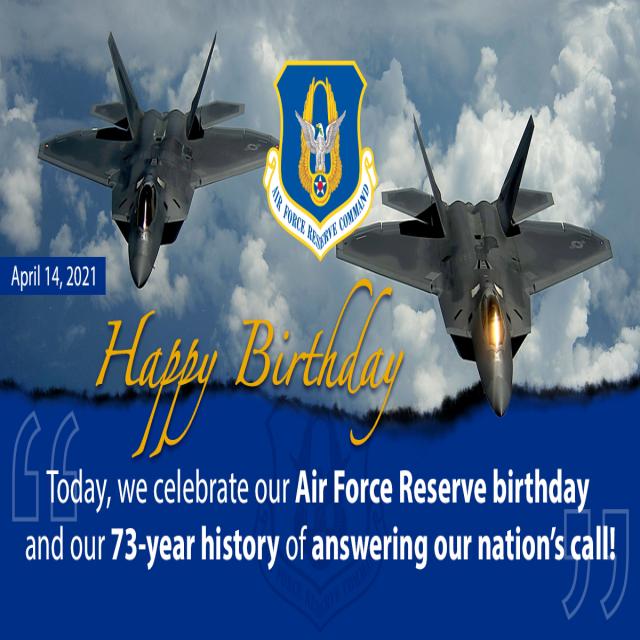 AIR FORCE RESERVE COMMAND
April 14, 2021
Happy Birthday
Today, we celebrate our Air Force Reserve birthday
and our 73-year history of answering our nation's call!